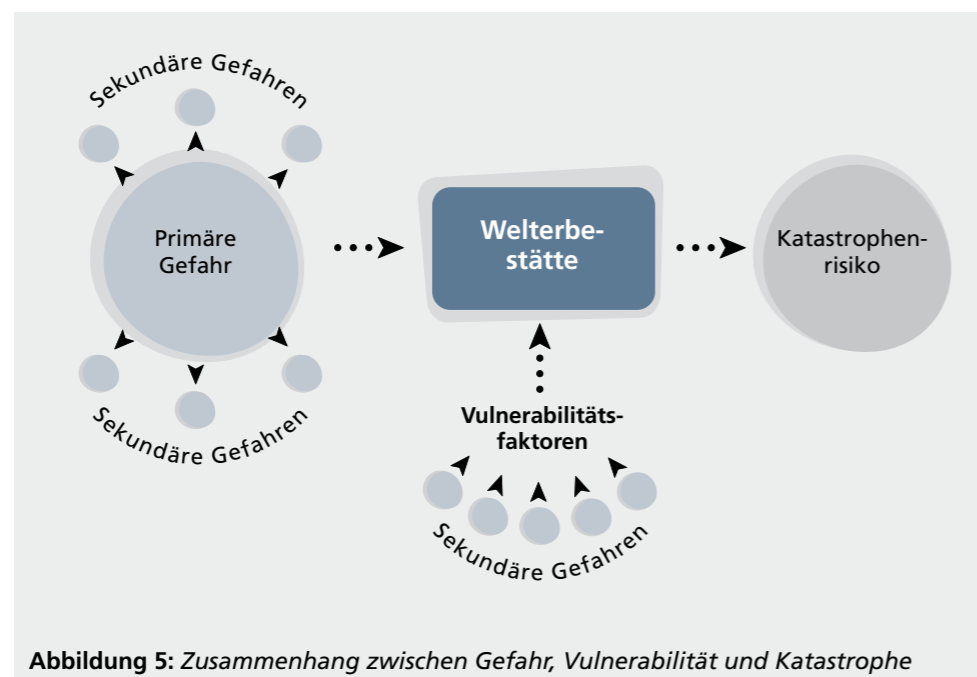 Sekundäre Gefahren
Primäre
Gefahr
Sekundäre Gefahren
Welterbe-
stätte
Katastrophen-
risiko
Vulnerabilitäts-
faktoren
Sekundäre Gefahren
Abbildung 5: Zusammenhang zwischen Gefahr, Vulnerabilität und Katastrophe